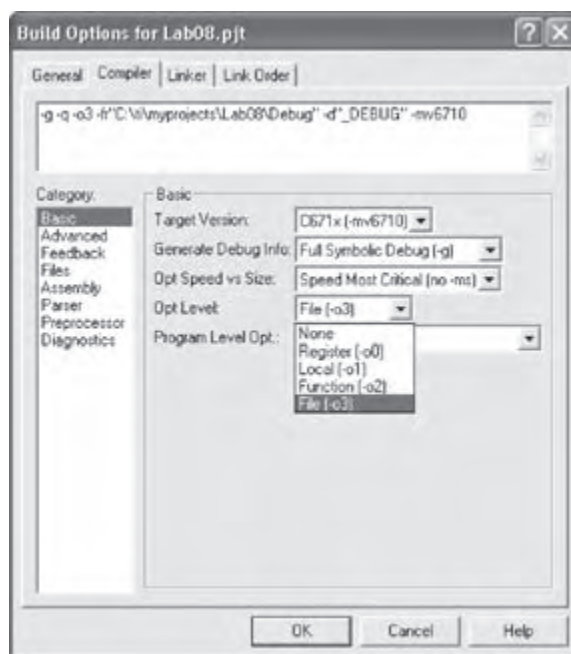 Build Options for Lab08.pjt
General Compiler Linker Link Order
-g -q -o3 -fr"C:\ti\myprojects\Lab08\Debug" -d"_DEBUG" -mv6710
Category:
Basic
Advanced
Feedback
Files
Assembly
Parser
Preprocessor
Diagnostics
Basic
Target Version: C671x (-mv6710)
Generate Debug Info: Full Symbolic Debug (-g)
Opt Speed vs Size: Speed Most Critical (no -ms)
Opt Level: File (-o3)
Program Level Opt.:
None
Register (-o0)
Local (-o1)
Function (-o2)
File (-o3)
OK Cancel Help